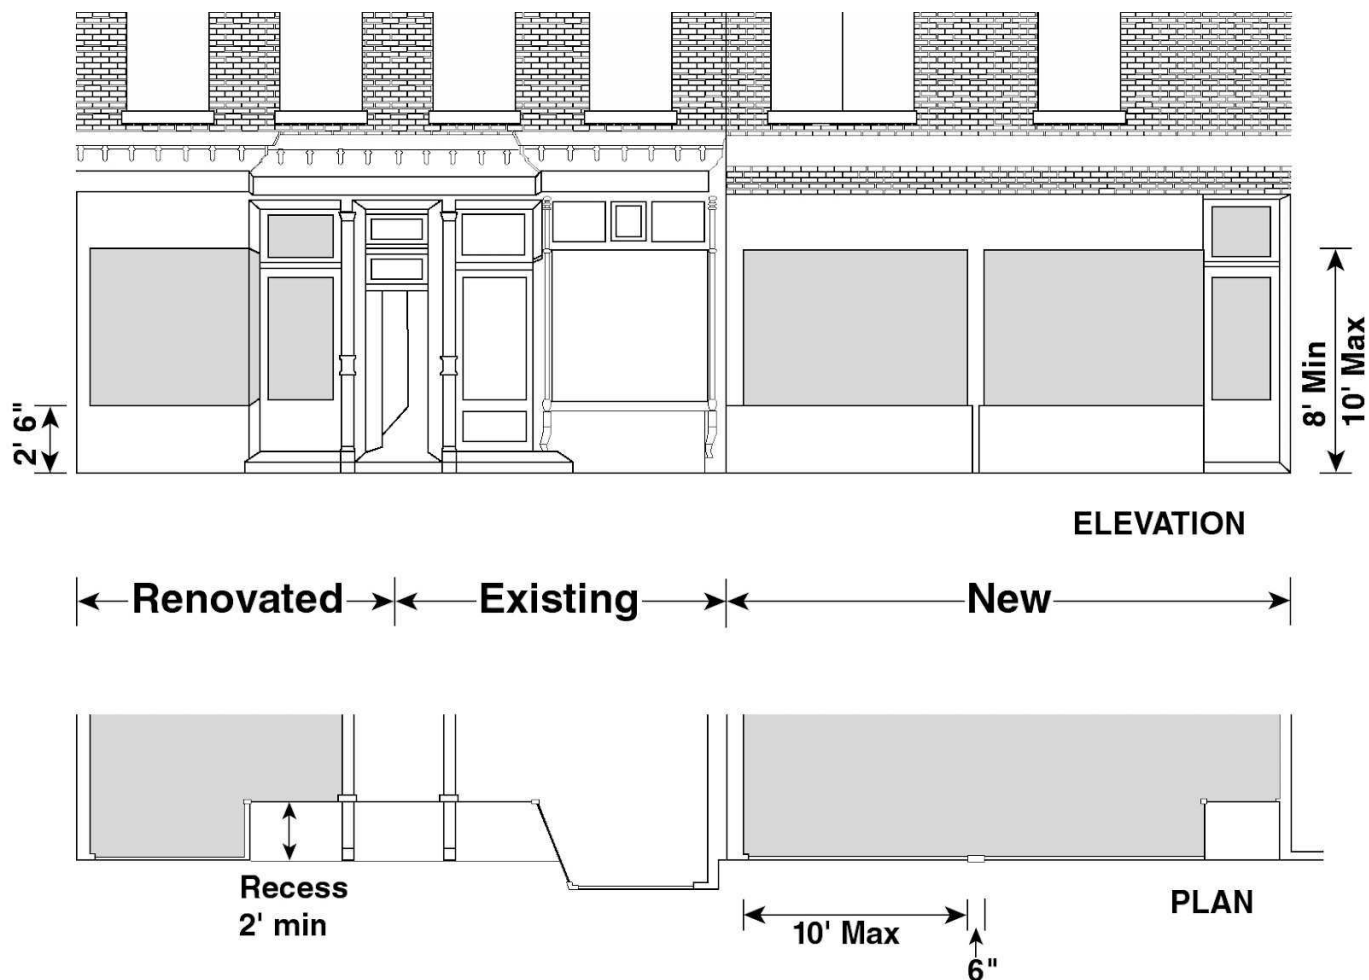 2' 6"
8' Min
10' Max
ELEVATION
Renovated
Existing
New
Recess
2' min
10' Max
6"
PLAN